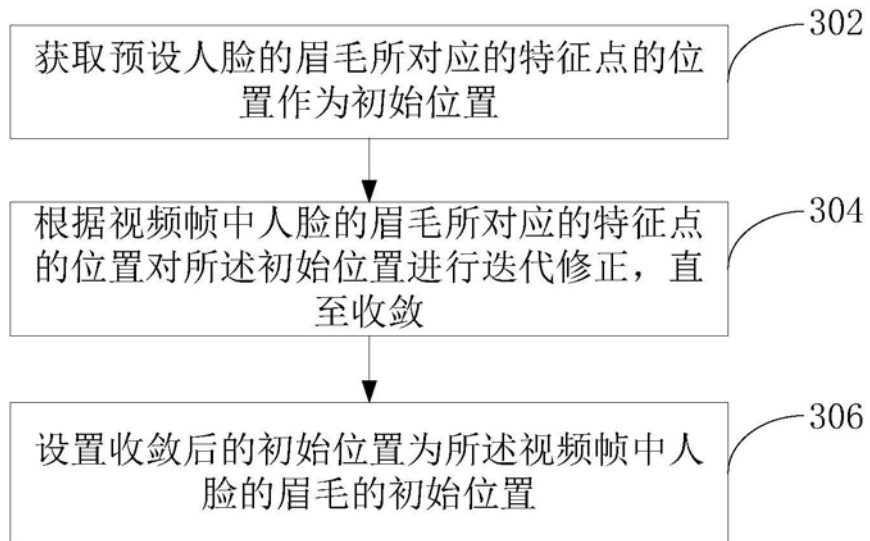 302
获取预设人脸的眉毛所对应的特征点的位
置作为初始位置
304
根据视频帧中人脸的眉毛所对应的特征点
的位置对所述初始位置进行迭代修正，直
至收敛
306
设置收敛后的初始位置为所述视频帧中人
脸的眉毛的初始位置